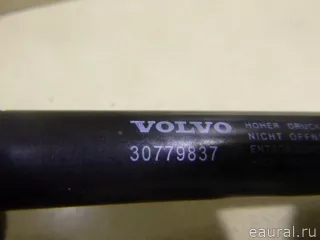 VOLVO
30779837
HOHER DRUCK
NICHT ÖFFN
© eaural.ru